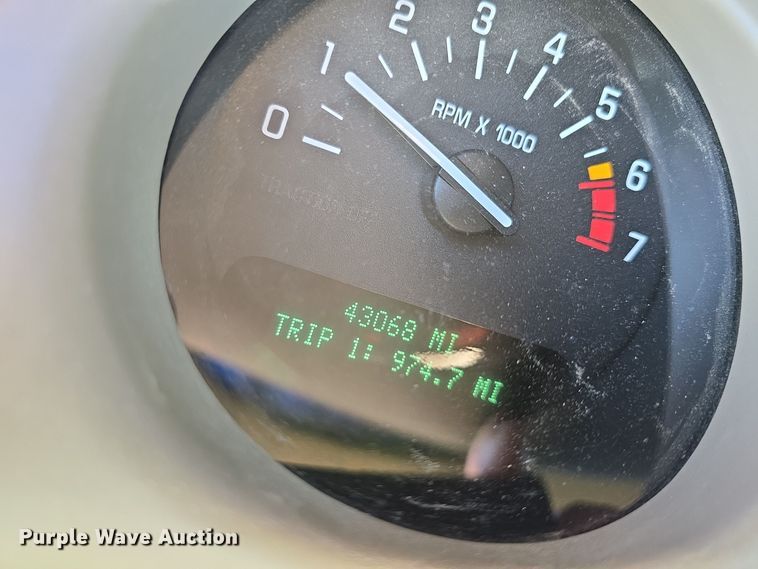 0 1 2 3 4 5 6 7
RPM X 1000
43068 MI
TRIP 1: 974.7 MI
Purple Wave Auction